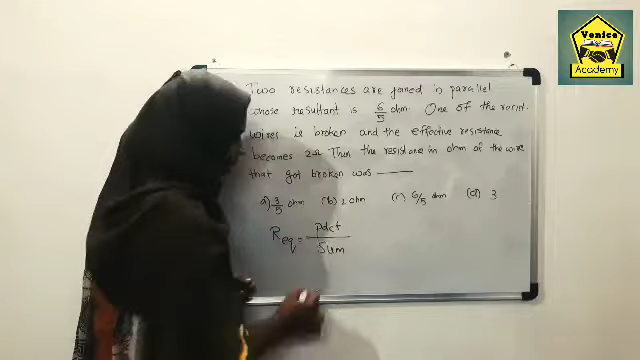 Venice
Academy
Two resistances are joined in parallel
whose resultant is 6/5 ohm. One of the resist.
wires is broken and the effective resistance
becomes 2Ω Then the resistance in ohm of the wire
that got broken was ———
a) 3/5 ohm (b) 2 ohm (c) 6/5 ohm (d) 3
Req = pdct / Sum